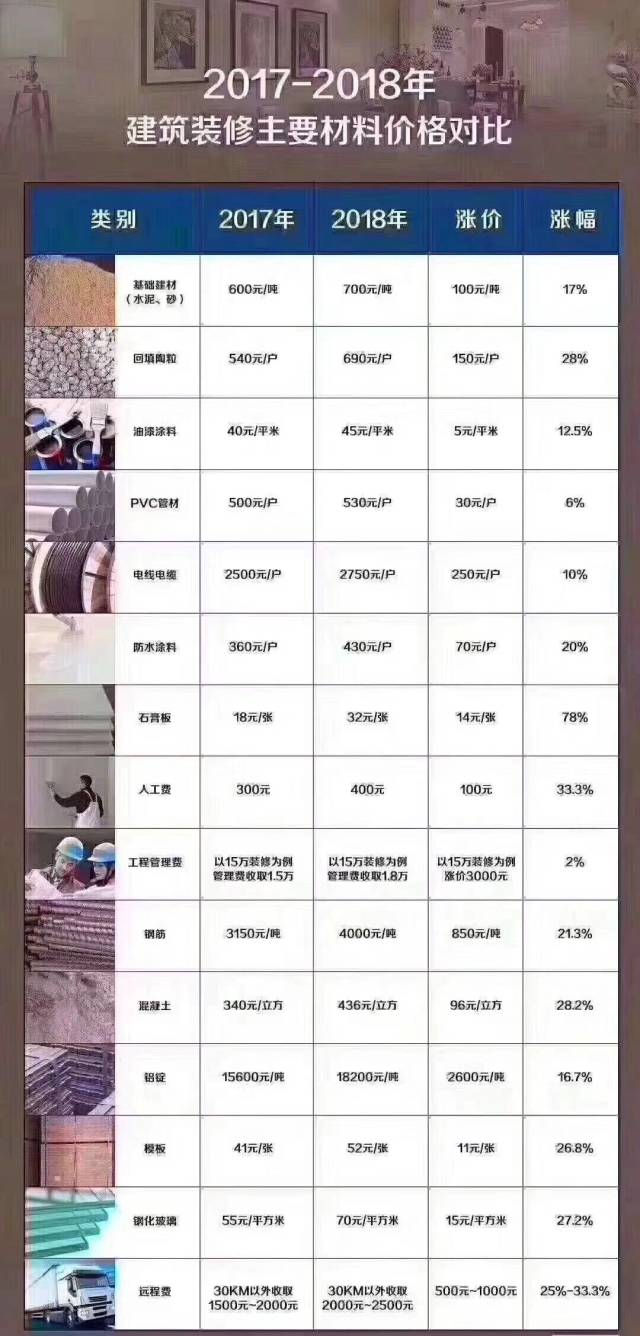 2017-2018年
建筑装修主要材料价格对比
类别 2017年 2018年 涨价 涨幅
基础建材
（水泥、砂） 600元/吨 700元/吨 100元/吨 17%
回填陶粒 540元/户 690元/户 150元/户 28%
油漆涂料 40元/平米 45元/平米 5元/平米 12.5%
PVC管材 500元/户 530元/户 30元/户 6%
电线电缆 2500元/户 2750元/户 250元/户 10%
防水涂料 360元/户 430元/户 70元/户 20%
石膏板 18元/张 32元/张 14元/张 78%
人工费 300元 400元 100元 33.3%
工程管理费 以15万装修为例 以15万装修为例 以15万装修为例 2%
管理费收取1.5万 管理费收取1.8万 涨价3000元
钢筋 3150元/吨 4000元/吨 850元/吨 21.3%
混凝土 340元/立方 436元/立方 96元/立方 28.2%
铝锭 15600元/吨 18200元/吨 2600元/吨 16.7%
模板 41元/张 52元/张 11元/张 26.8%
钢化玻璃 55元/平方米 70元/平方米 15元/平方米 27.2%
远程费 30KM以外收取 30KM以外收取 500元~1000元 25%-33.3%
1500元~2000元 2000元~2500元